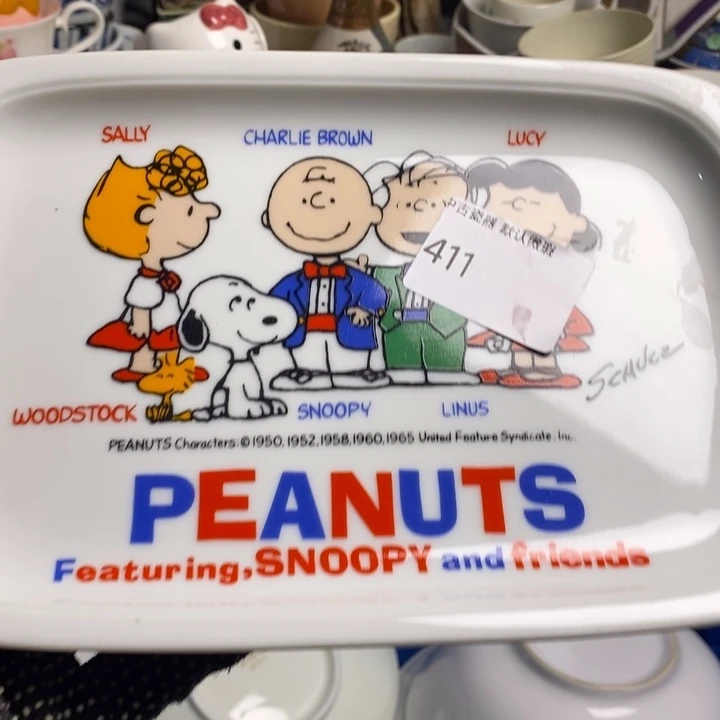 SALLY
CHARLIE BROWN
LUCY
411
SCHULZ
WOODSTOCK
SNOOPY
LINUS
PEANUTS Characters:© 1950, 1952, 1958, 1960, 1965 United Feature Syndicate, Inc.
PEANUTS
Featuring, SNOOPY and friends